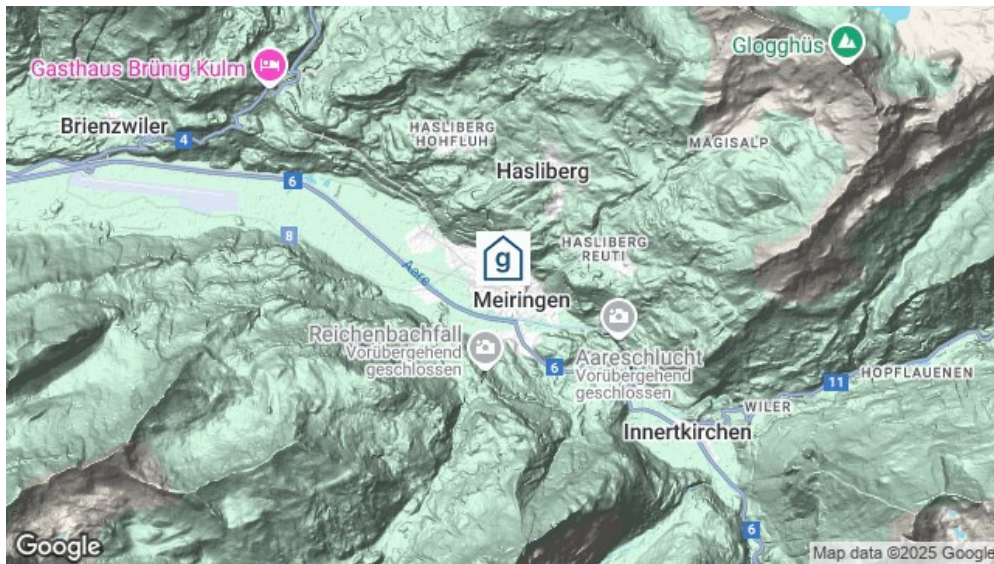 Glogghüs
Gasthaus Brünig Kulm
Brienzwiler
4
HASLIBERG
HOHFLUH
MÄGISALP
Hasliberg
6
8
HASLIBERG
REUTI
g
Aare
Meiringen
Reichenbachfall
Vorübergehend
geschlossen
Aareschlucht
Vorübergehend
geschlossen
6
11
HOPFLAUENEN
WILER
Innertkirchen
6
Google
Map data ©2025 Google